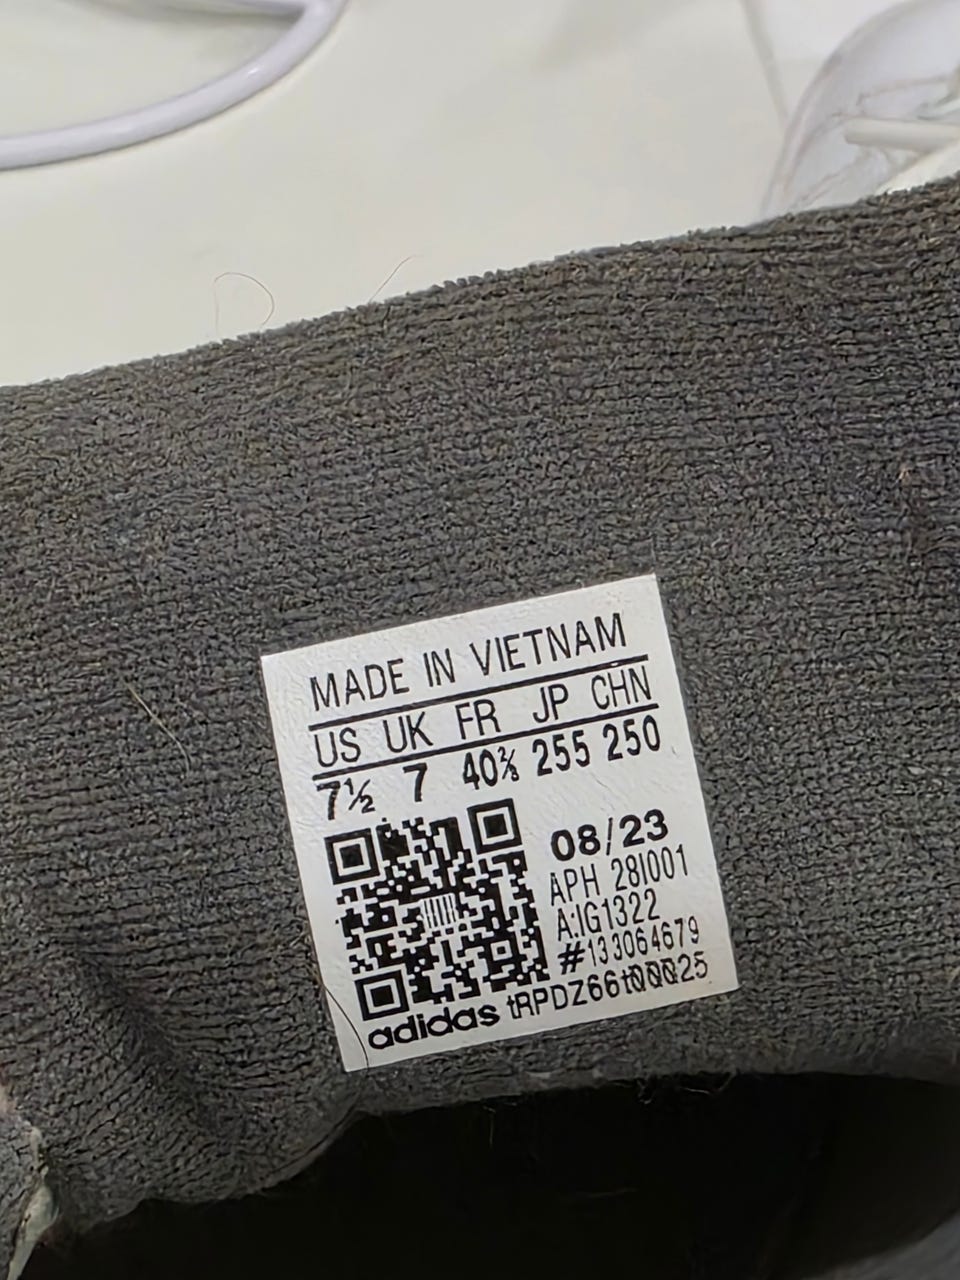 MADE IN VIETNAM
US UK FR JP CHN
7½ 7 40⅔ 255 250
08/23
APH 28I001
A:IG1322
#133064679
adidas tRPDZ66t00025